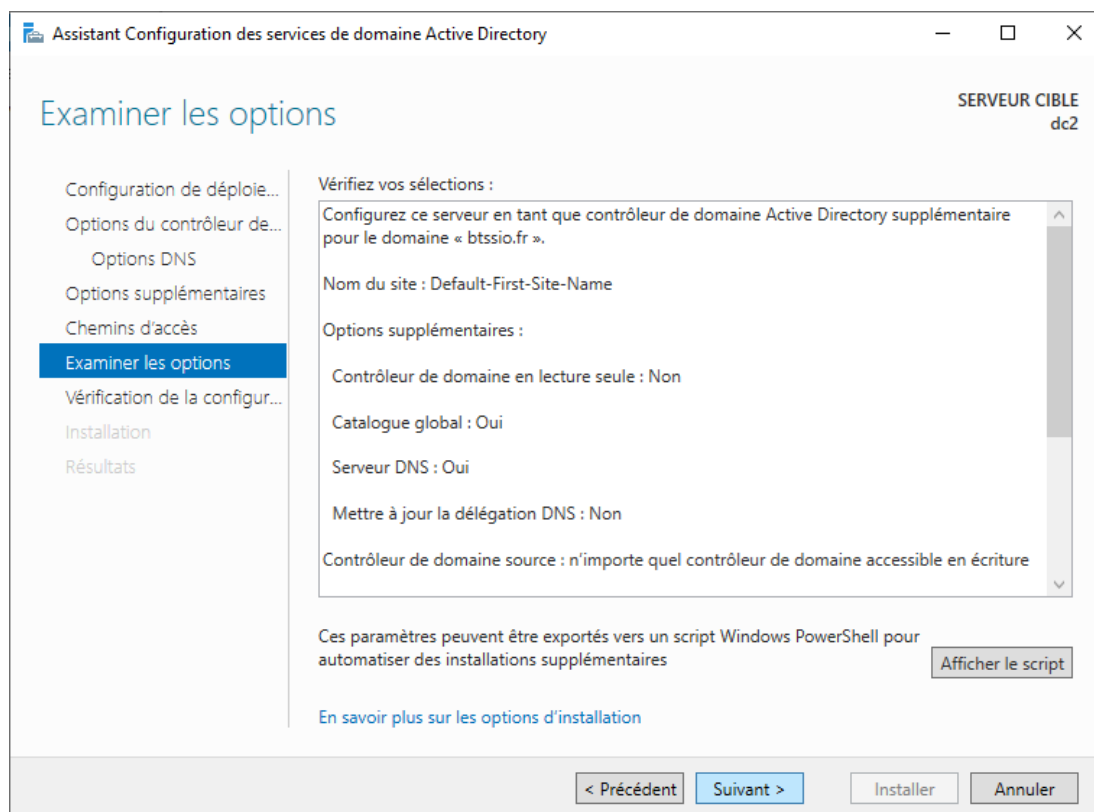 Assistant Configuration des services de domaine Active Directory
Examiner les options
SERVEUR CIBLE
dc2
Configuration de déploie...
Options du contrôleur de...
Options DNS
Options supplémentaires
Chemins d’accès
Examiner les options
Vérification de la configur...
Installation
Résultats
Vérifiez vos sélections :
Configurez ce serveur en tant que contrôleur de domaine Active Directory supplémentaire
pour le domaine « btssio.fr ».
Nom du site : Default-First-Site-Name
Options supplémentaires :
Contrôleur de domaine en lecture seule : Non
Catalogue global : Oui
Serveur DNS : Oui
Mettre à jour la délégation DNS : Non
Contrôleur de domaine source : n’importe quel contrôleur de domaine accessible en écriture
Ces paramètres peuvent être exportés vers un script Windows PowerShell pour
automatiser des installations supplémentaires
Afficher le script
En savoir plus sur les options d’installation
< Précédent
Suivant >
Installer
Annuler